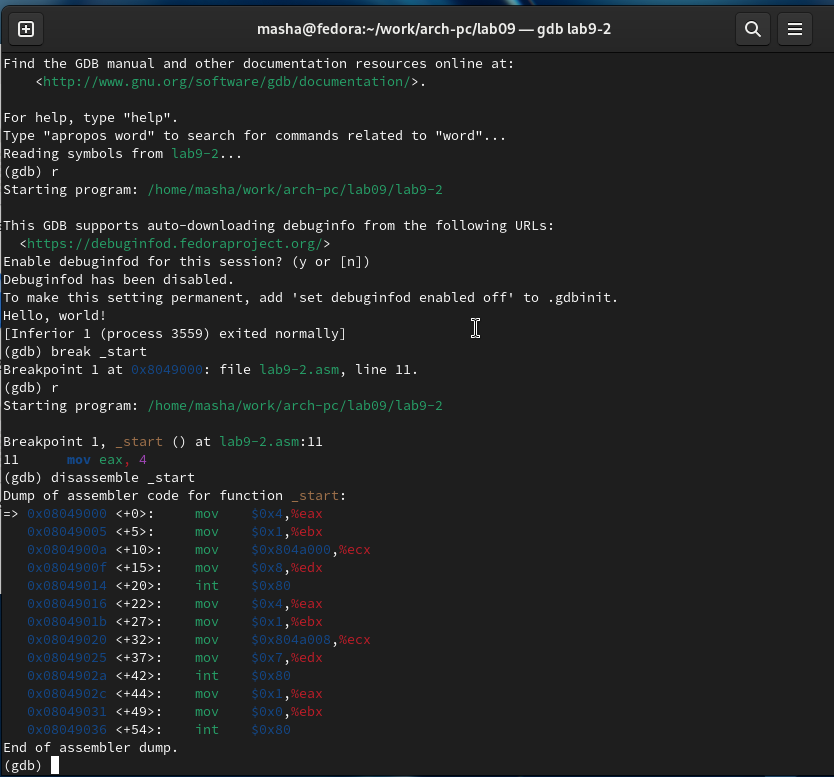 masha@fedora:~/work/arch-pc/lab09 — gdb lab9-2
Find the GDB manual and other documentation resources online at:
    <http://www.gnu.org/software/gdb/documentation/>.

For help, type "help".
Type "apropos word" to search for commands related to "word"...
Reading symbols from lab9-2...
(gdb) r
Starting program: /home/masha/work/arch-pc/lab09/lab9-2

This GDB supports auto-downloading debuginfo from the following URLs:
  <https://debuginfod.fedoraproject.org/>
Enable debuginfod for this session? (y or [n])
Debuginfod has been disabled.
To make this setting permanent, add 'set debuginfod enabled off' to .gdbinit.
Hello, world!
[Inferior 1 (process 3559) exited normally]
(gdb) break _start
Breakpoint 1 at 0x8049000: file lab9-2.asm, line 11.
(gdb) r
Starting program: /home/masha/work/arch-pc/lab09/lab9-2

Breakpoint 1, _start () at lab9-2.asm:11
11      mov eax, 4
(gdb) disassemble _start
Dump of assembler code for function _start:
=> 0x08049000 <+0>:     mov    $0x4,%eax
   0x08049005 <+5>:     mov    $0x1,%ebx
   0x0804900a <+10>:    mov    $0x804a000,%ecx
   0x0804900f <+15>:    mov    $0x8,%edx
   0x08049014 <+20>:    int    $0x80
   0x08049016 <+22>:    mov    $0x4,%eax
   0x0804901b <+27>:    mov    $0x1,%ebx
   0x08049020 <+32>:    mov    $0x804a008,%ecx
   0x08049025 <+37>:    mov    $0x7,%edx
   0x0804902a <+42>:    int    $0x80
   0x0804902c <+44>:    mov    $0x1,%eax
   0x08049031 <+49>:    mov    $0x0,%ebx
   0x08049036 <+54>:    int    $0x80
End of assembler dump.
(gdb)